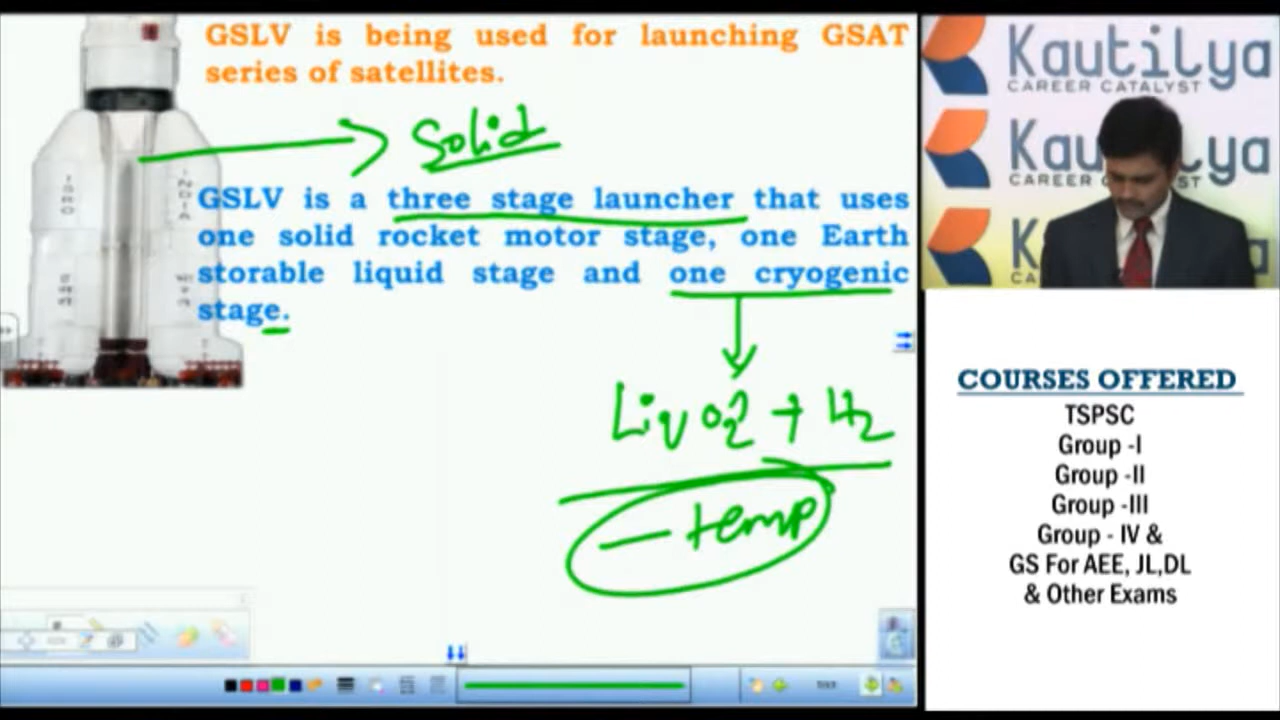 GSLV is being used for launching GSAT
series of satellites.
Solid
GSLV is a three stage launcher that uses
one solid rocket motor stage, one Earth
storable liquid stage and one cryogenic
stage.
Liq O2 + H2
- temp
ISRO
INDIA
Kautilya
CAREER CATALYST
Kautilya
CAREER CATALYST
K
CA
COURSES OFFERED
TSPSC
Group -I
Group -II
Group -III
Group - IV &
GS For AEE, JL,DL
& Other Exams